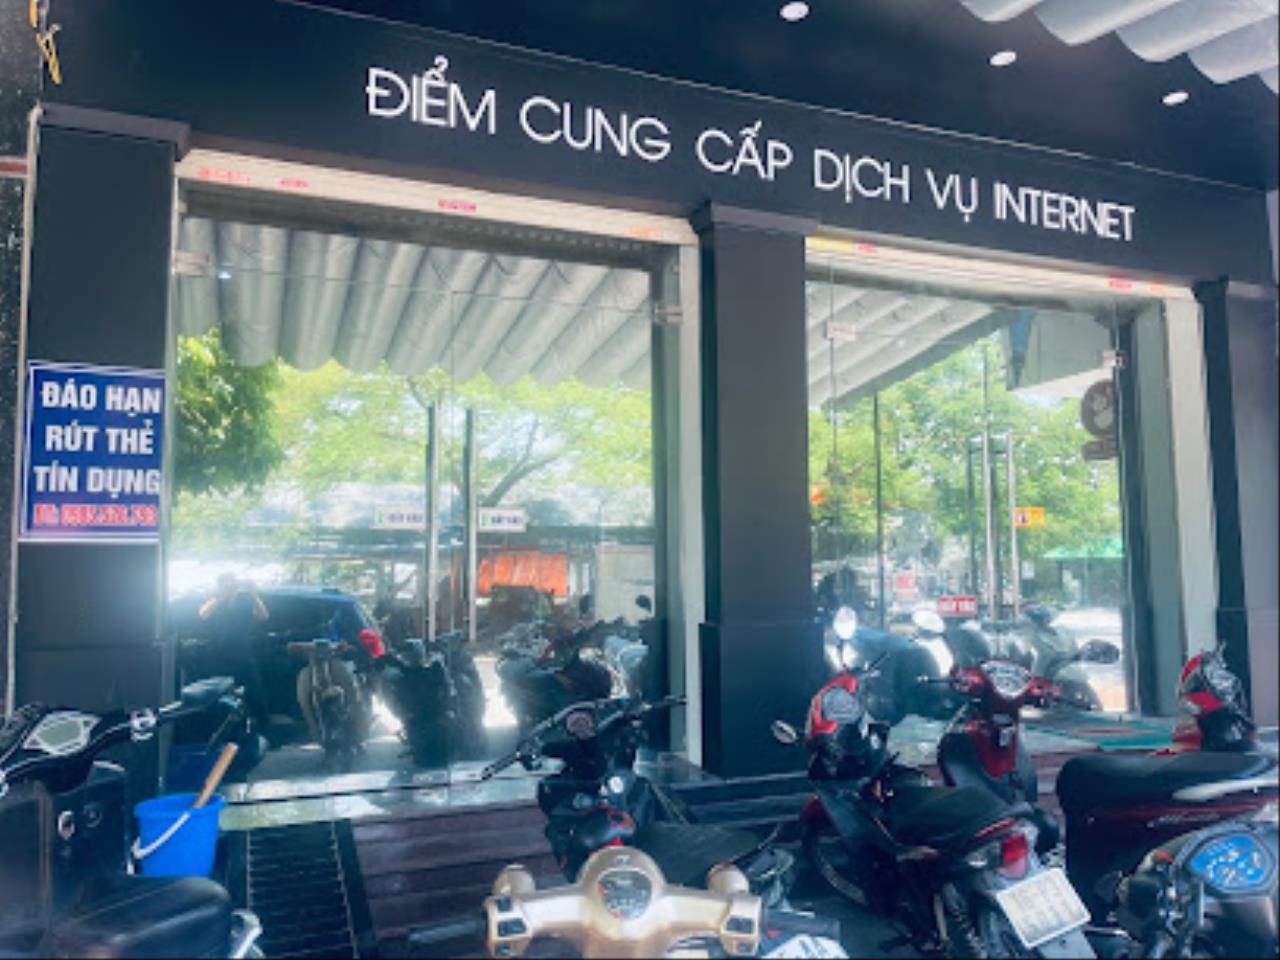 ĐIỂM CUNG CẤP DỊCH VỤ INTERNET
ĐÁO HẠN
RÚT THẺ
TÍN DỤNG